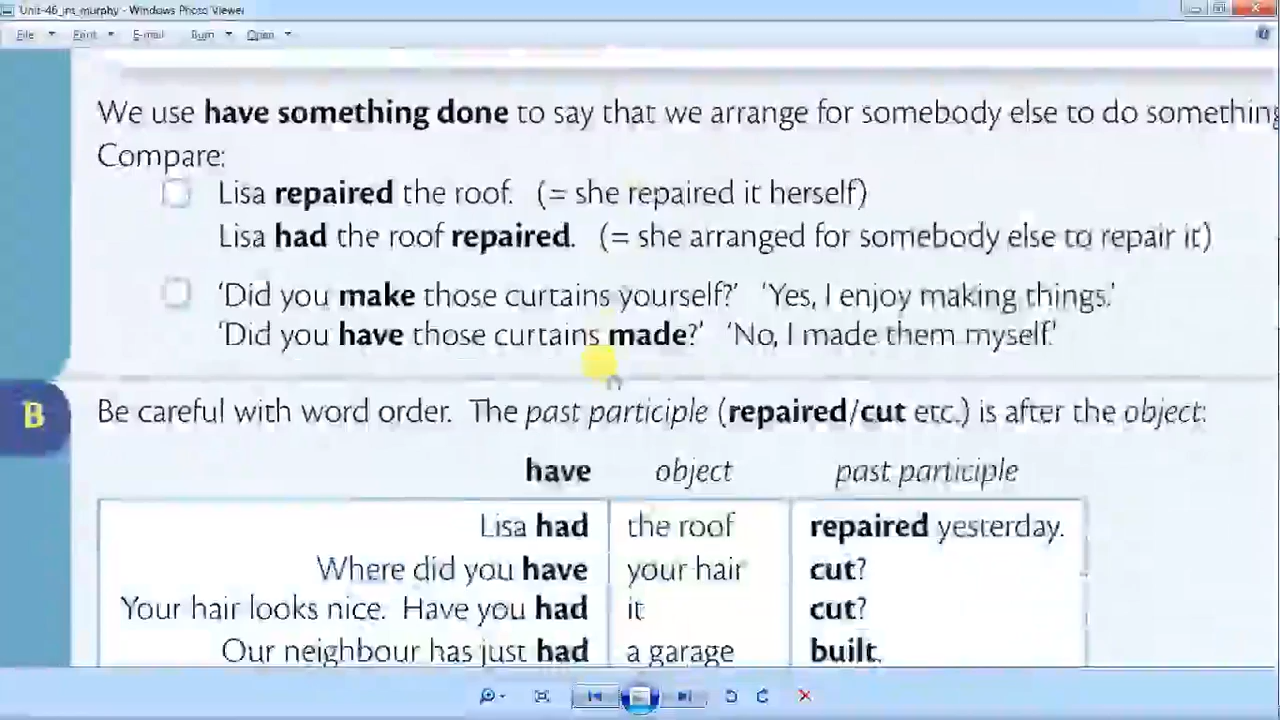 Unit-46_ins_murphy - Windows Photo Viewer
File Print E-mail Burn Open
We use have something done to say that we arrange for somebody else to do something
Compare:
Lisa repaired the roof. (= she repaired it herself)
Lisa had the roof repaired. (= she arranged for somebody else to repair it)
‘Did you make those curtains yourself?’ ‘Yes, I enjoy making things.’
‘Did you have those curtains made?’ ‘No, I made them myself.’
B Be careful with word order. The past participle (repaired/cut etc.) is after the object:
have object past participle
Lisa had the roof repaired yesterday.
Where did you have your hair cut?
Your hair looks nice. Have you had it cut?
Our neighbour has just had a garage built.